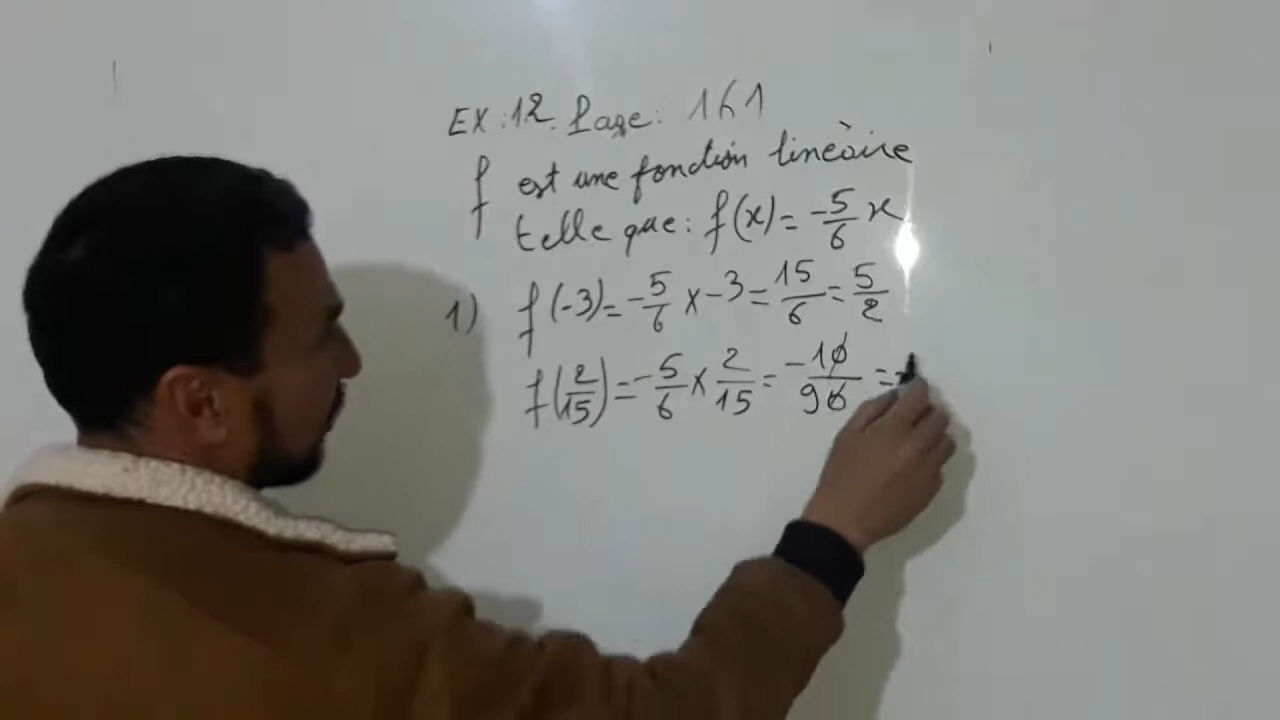 EX : 12. Page : 161
f est une fonction linéaire
telle que : f(x) = -5/6 x
1) f(-3) = -5/6 x -3 = 15/6 = 5/2
f(2/15) = -5/6 x 2/15 = -10/90 = -